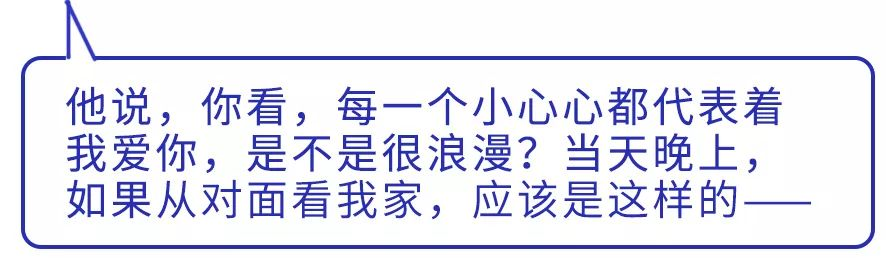 他说，你看，每一个小心心都代表着
我爱你，是不是很浪漫？当天晚上，
如果从对面看我家，应该是这样的——